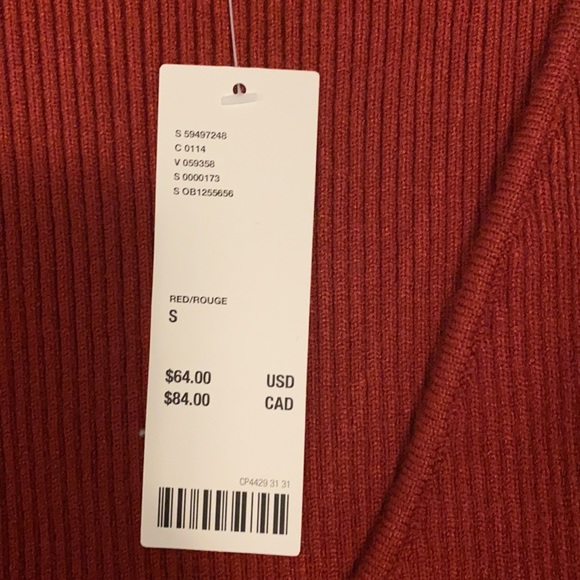 S 59497248
C 0114
V 059358
S 0000173
S OB1255656
RED/ROUGE
S
$64.00 USD
$84.00 CAD
CP4429 31 31